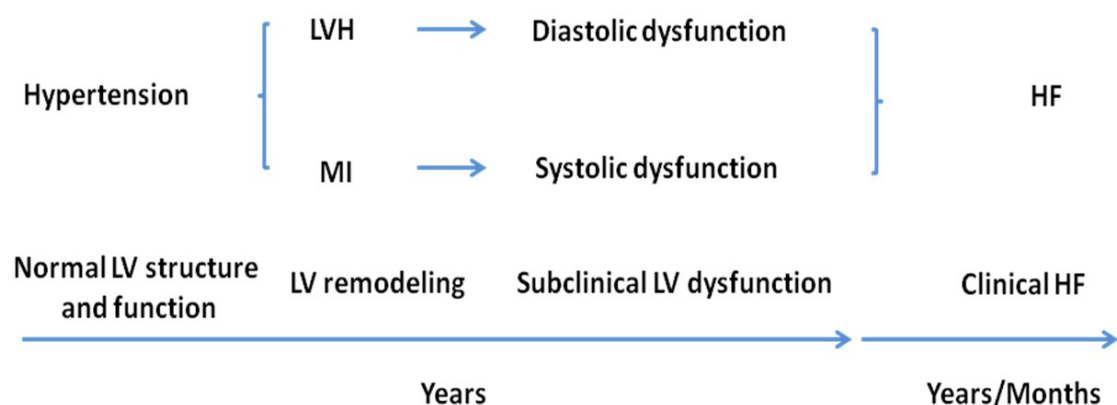 LVH
Diastolic dysfunction
Hypertension
HF
MI
Systolic dysfunction
Normal LV structure
and function
LV remodeling
Subclinical LV dysfunction
Clinical HF
Years
Years/Months